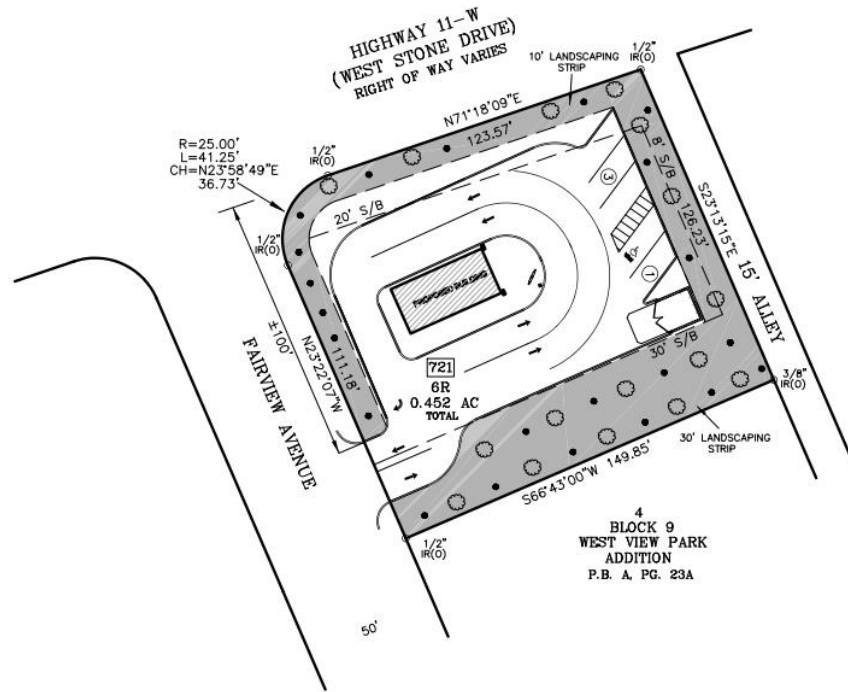 HIGHWAY 11-W
(WEST STONE DRIVE)
RIGHT OF WAY VARIES
10' LANDSCAPING
STRIP
1/2"
IR(O)
N71°18'09"E
123.57'
R=25.00'
L=41.25'
CH=N23°58'49"E
36.73'
1/2"
IR(O)
20' S/B
8' S/B
S23°13'15"E
126.23'
15' ALLEY
3
1
1/2"
IR(O)
±100'
N23°22'07"W
111.18'
FAIRVIEW AVENUE
PROPOSED BUILDING
721
6R
0.452 AC
TOTAL
30' S/B
3/8"
IR(O)
30' LANDSCAPING
STRIP
S66°43'00"W 149.85'
1/2"
IR(O)
4
BLOCK 9
WEST VIEW PARK
ADDITION
P.B. A, PG. 23A
50'